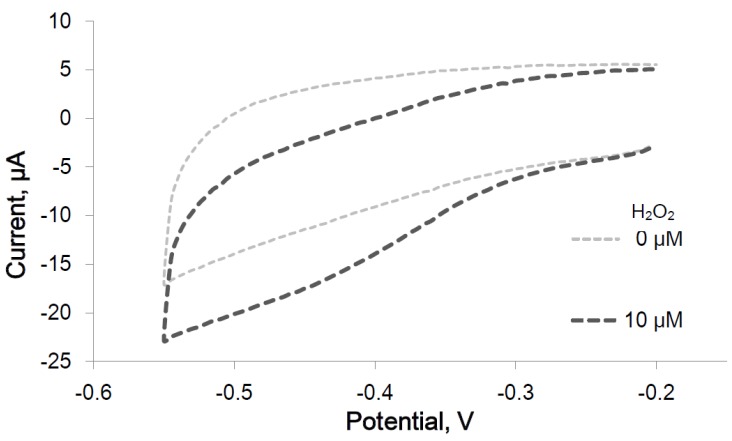 10
5
0
-5
-10
-15
-20
-25
Current, µA
-0.6
-0.5
-0.4
-0.3
-0.2
Potential, V
H₂O₂
0 µM
10 µM